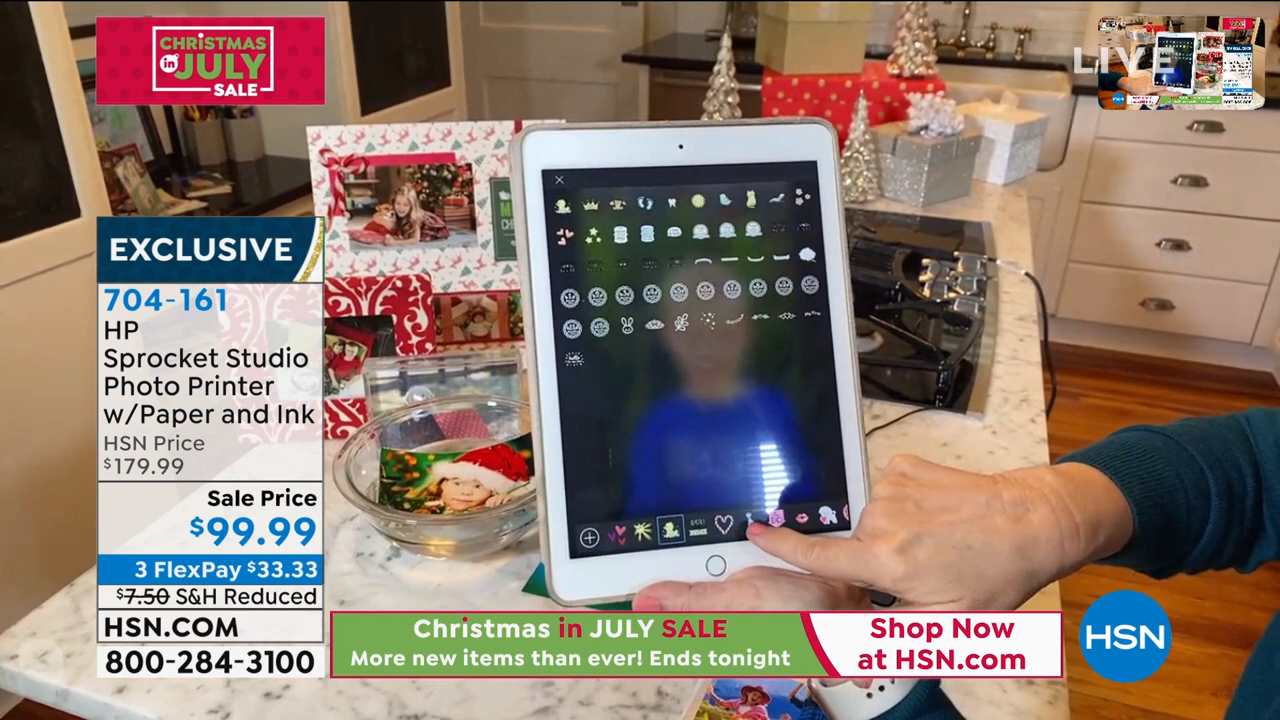 CHRISTMAS
in JULY
SALE
LIVE
EXCLUSIVE
704-161
HP
Sprocket Studio
Photo Printer
w/Paper and Ink
HSN Price
$179.99
Sale Price
$99.99
3 FlexPay $33.33
$7.50 S&H Reduced
HSN.COM
800-284-3100
Christmas in JULY SALE
More new items than ever! Ends tonight
Shop Now
at HSN.com
HSN